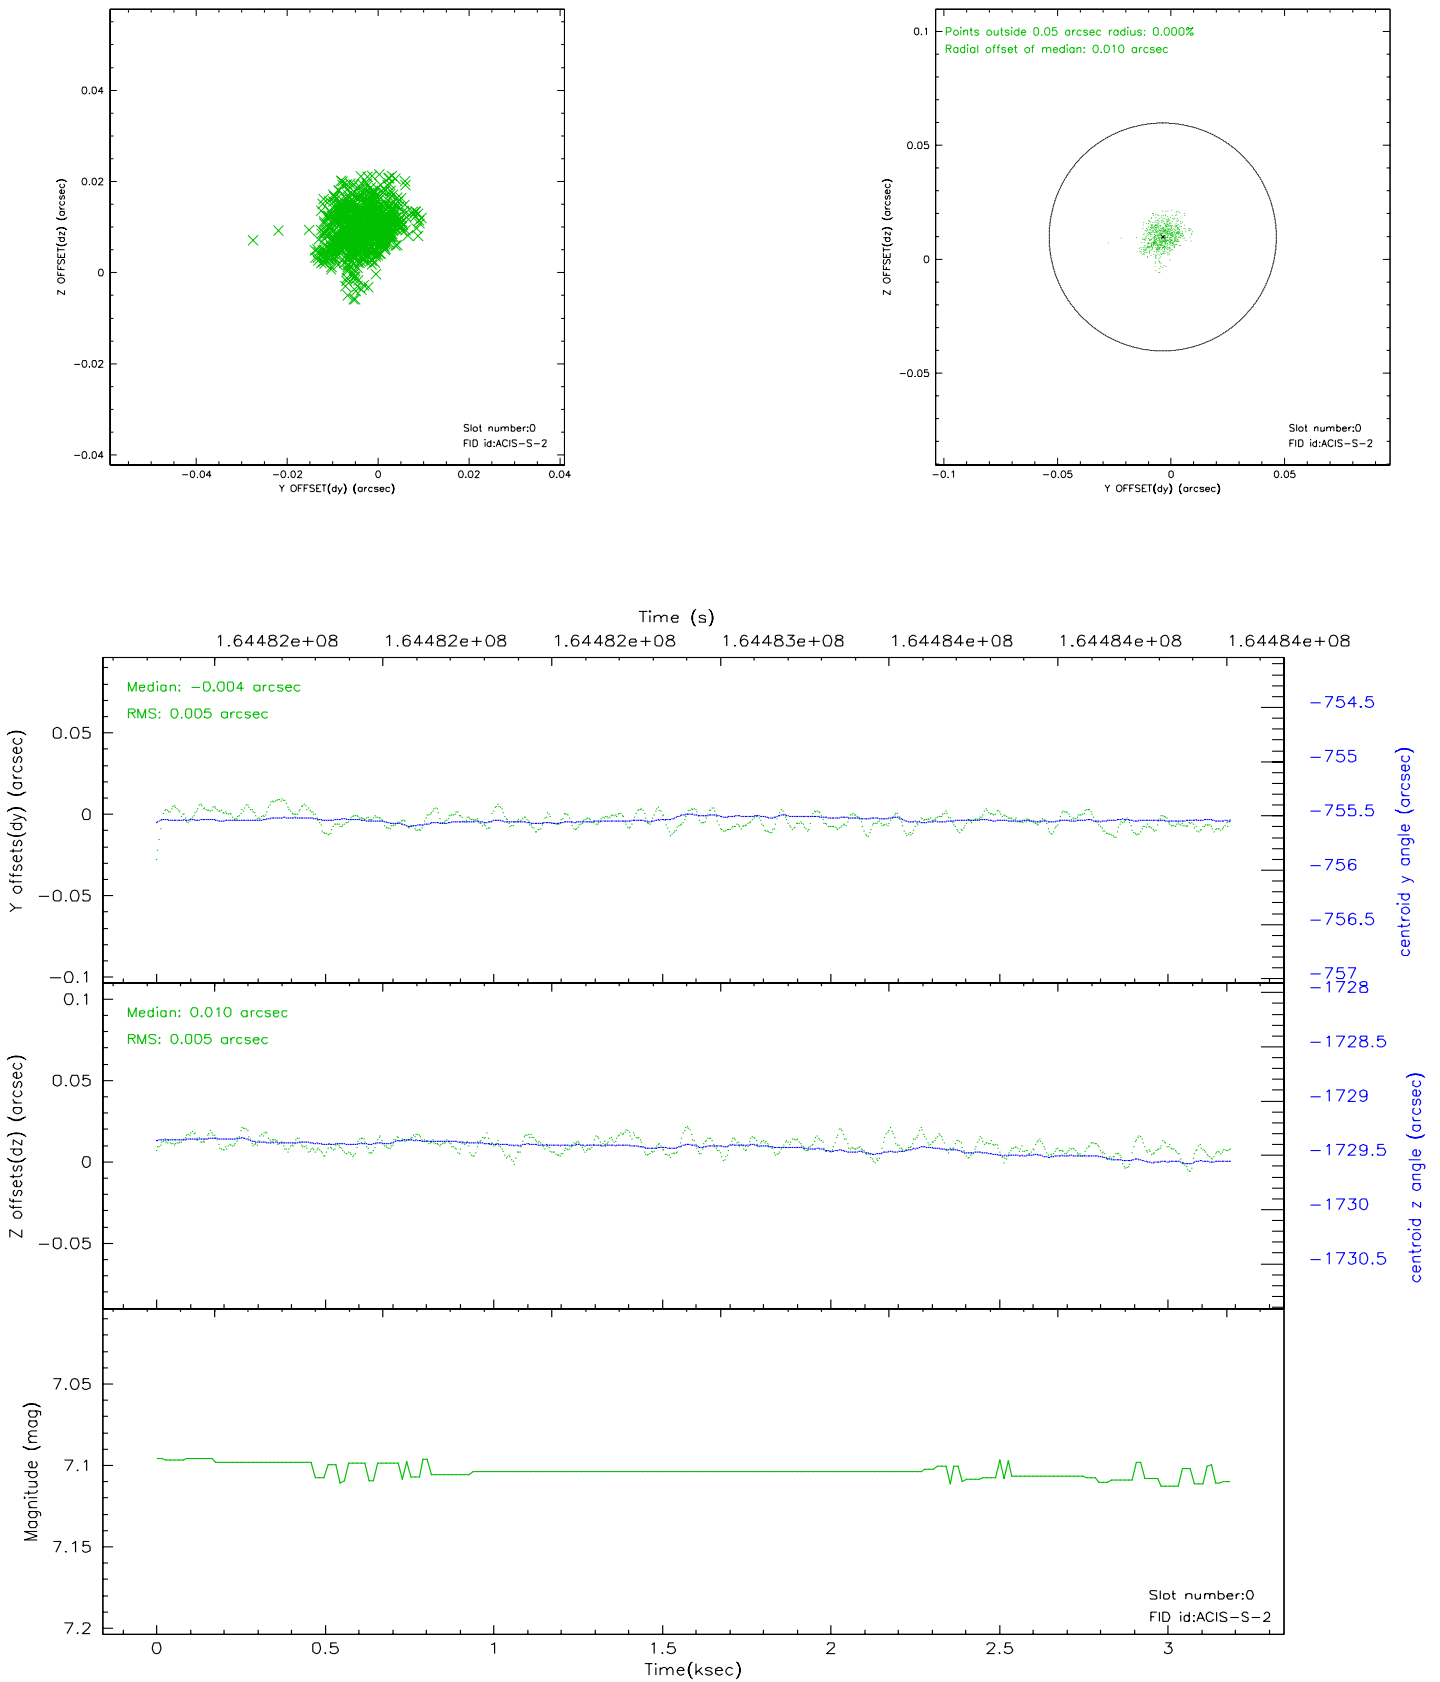 0.04
0.02
0
−0.02
−0.04
Z OFFSET(dz) (arcsec)
Slot number:0
FID id:ACIS−S−2
−0.04 −0.02 0 0.02 0.04
Y OFFSET(dy) (arcsec)
Points outside 0.05 arcsec radius: 0.000%
Radial offset of median: 0.010 arcsec
0.1
0.05
0
−0.05
Z OFFSET(dz) (arcsec)
Slot number:0
FID id:ACIS−S−2
−0.1 −0.05 0 0.05
Y OFFSET(dy) (arcsec)
Time (s)
1.64482e+08 1.64482e+08 1.64482e+08 1.64483e+08 1.64484e+08 1.64484e+08 1.64484e+08
Median: −0.004 arcsec
RMS: 0.005 arcsec
0.05
0
−0.05
−0.1
Y offsets(dy) (arcsec)
−754.5
−755
−755.5
−756
−756.5
−757
centroid y angle (arcsec)
Median: 0.010 arcsec
RMS: 0.005 arcsec
0.1
0.05
0
−0.05
Z offsets(dz) (arcsec)
−1728
−1728.5
−1729
−1729.5
−1730
−1730.5
centroid z angle (arcsec)
7.05
7.1
7.15
7.2
Magnitude (mag)
Slot number:0
FID id:ACIS−S−2
0 0.5 1 1.5 2 2.5 3
Time(ksec)